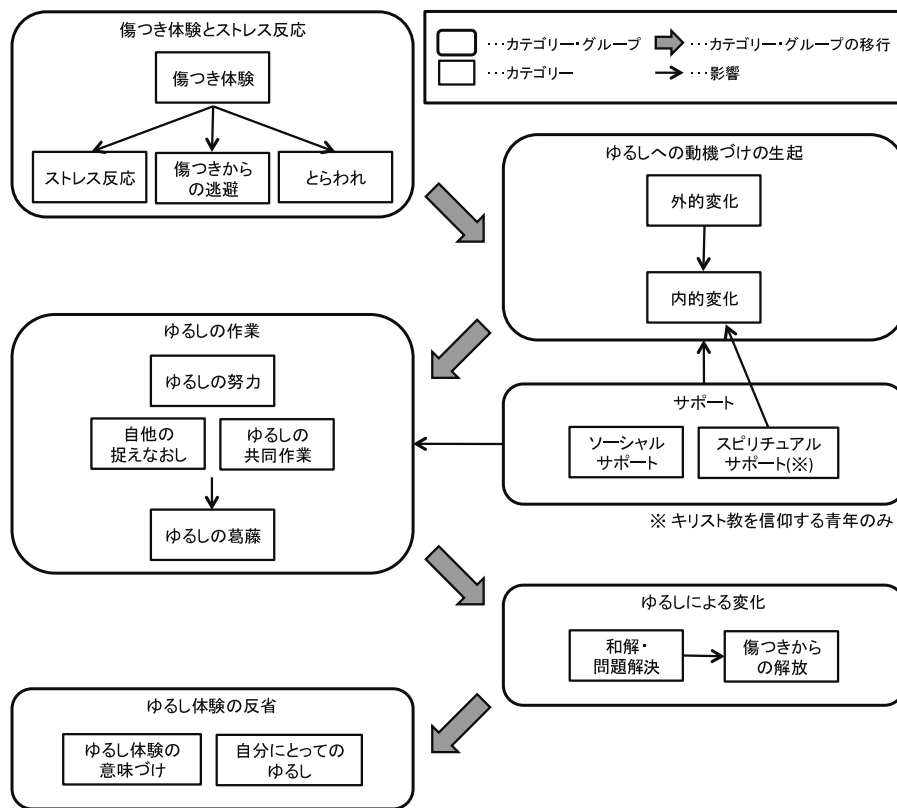 傷つき体験とストレス反応
傷つき体験
ストレス反応
傷つきから
の逃避
とらわれ
…カテゴリー・グループ
…カテゴリー・グループの移行
…カテゴリー
…影響
ゆるしへの動機づけの生起
外的変化
内的変化
ゆるしの作業
ゆるしの努力
自他の
捉えなおし
ゆるしの
共同作業
ゆるしの葛藤
サポート
ソーシャル
サポート
スピリチュアル
サポート(※)
※ キリスト教を信仰する青年のみ
ゆるしによる変化
和解・
問題解決
傷つきから
の解放
ゆるし体験の反省
ゆるし体験の
意味づけ
自分にとっての
ゆるし